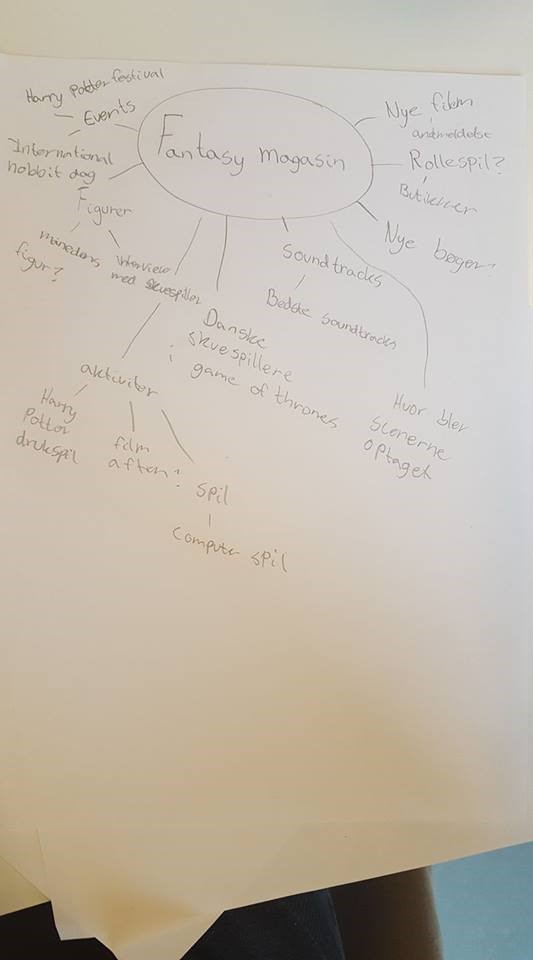 Fantasy magasin
Harry Potter festival
Events
International
hobbit dag
Figurer
månedens
figur?
interview
med skuespiller
aktiviter
Harry
Potter
drukspil
film
aften?
spil
computer spil
Danske
skuespillere
i game of thrones
Soundtracks
Bedste soundtracks
Hvor blev
scenerne
optaget
Nye film
anmeldelse
Rollespil?
Butikker
Nye bøger?